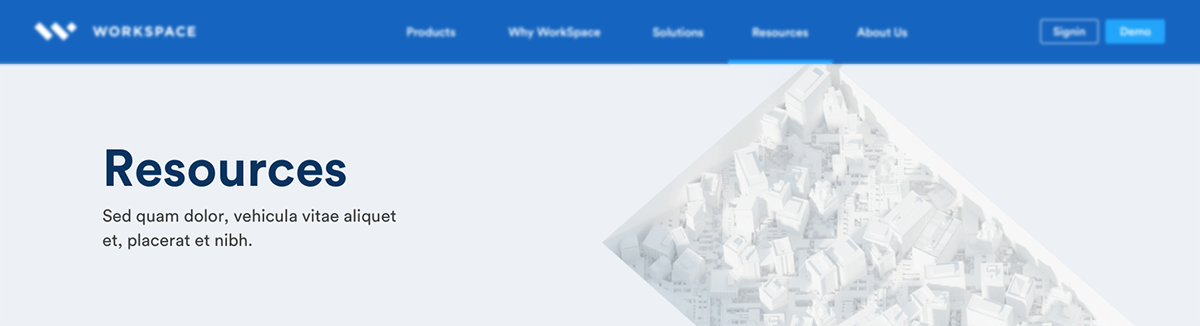 WORKSPACE
Products
Why WorkSpace
Solutions
Resources
About Us
Signin
Demo
Resources
Sed quam dolor, vehicula vitae aliquet
et, placerat et nibh.